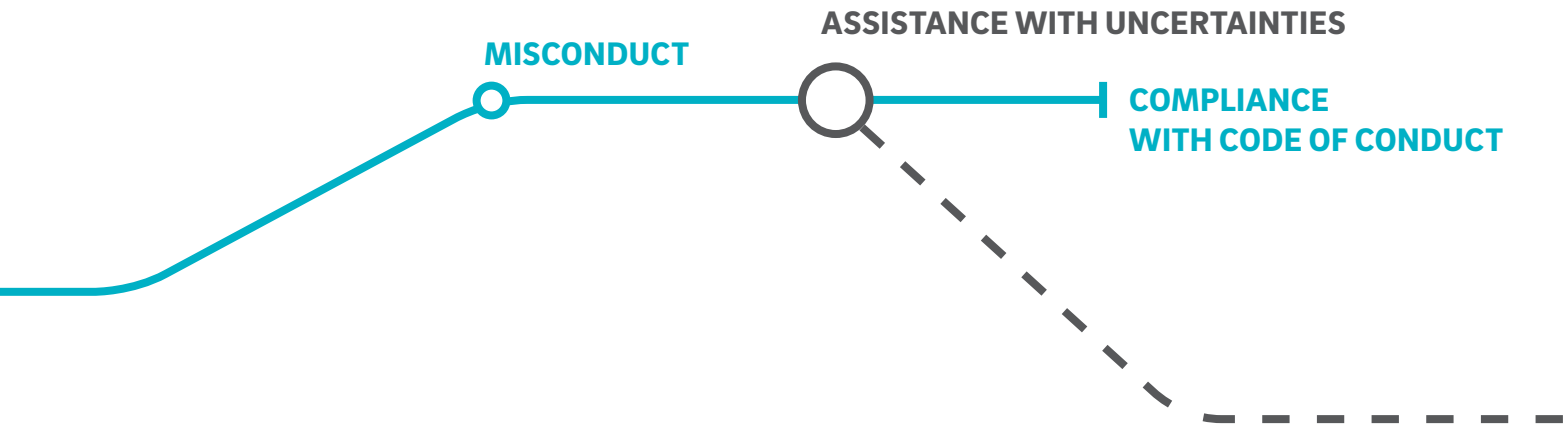 ASSISTANCE WITH UNCERTAINTIES
MISCONDUCT
COMPLIANCE
WITH CODE OF CONDUCT